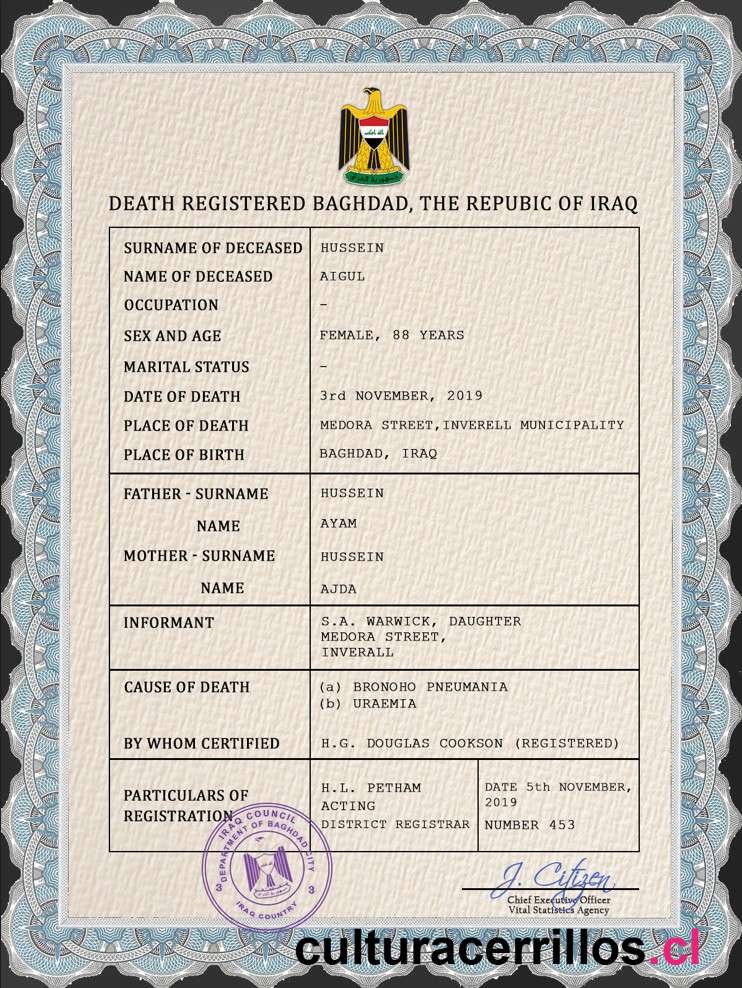 DEATH REGISTERED BAGHDAD, THE REPUBIC OF IRAQ
SURNAME OF DECEASED HUSSEIN
NAME OF DECEASED AIGUL
OCCUPATION –
SEX AND AGE FEMALE, 88 YEARS
MARITAL STATUS –
DATE OF DEATH 3rd NOVEMBER, 2019
PLACE OF DEATH MEDORA STREET,INVERELL MUNICIPALITY
PLACE OF BIRTH BAGHDAD, IRAQ
FATHER - SURNAME HUSSEIN
NAME AYAM
MOTHER - SURNAME HUSSEIN
NAME AJDA
INFORMANT S.A. WARWICK, DAUGHTER
MEDORA STREET,
INVERALL
CAUSE OF DEATH (a) BRONOHO PNEUMANIA
(b) URAEMIA
BY WHOM CERTIFIED H.G. DOUGLAS COOKSON (REGISTERED)
PARTICULARS OF
REGISTRATION
H.L. PETHAM
ACTING
DISTRICT REGISTRAR
DATE 5th NOVEMBER,
2019
NUMBER 453
IRAQ COUNCIL
DEPARTMENT OF BAGHDAD CITY
3 3
IRAQ COUNTRY
J. Citizen
Chief Executive Officer
Vital Statistics Agency
culturacerrillos.cl